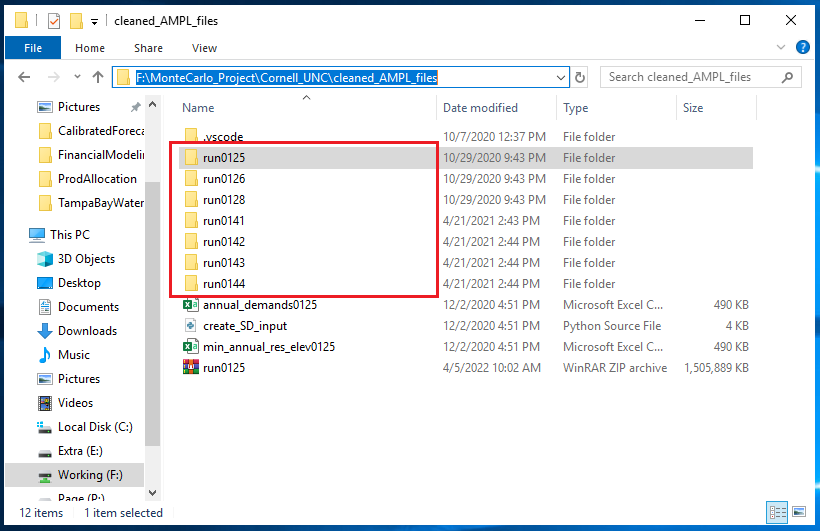 cleaned_AMPL_files
File Home Share View
F:\MonteCarlo_Project\Cornell_UNC\cleaned_AMPL_files Search cleaned_AMPL_files
Name Date modified Type Size
Pictures
CalibratedForeca
FinancialModelin
ProdAllocation
TampaBayWater
This PC
3D Objects
Desktop
Documents
Downloads
Music
Pictures
Videos
Local Disk (C:)
Extra (E:)
Working (F:)
Page (P:)
.vscode 10/7/2020 12:37 PM File folder
run0125 10/29/2020 9:43 PM File folder
run0126 10/29/2020 9:43 PM File folder
run0128 10/29/2020 9:43 PM File folder
run0141 4/21/2021 2:43 PM File folder
run0142 4/21/2021 2:44 PM File folder
run0143 4/21/2021 2:44 PM File folder
run0144 4/21/2021 2:44 PM File folder
annual_demands0125 12/2/2020 4:51 PM Microsoft Excel C... 490 KB
create_SD_input 12/2/2020 4:51 PM Python Source File 4 KB
min_annual_res_elev0125 12/2/2020 4:51 PM Microsoft Excel C... 490 KB
run0125 4/5/2022 10:02 AM WinRAR ZIP archive 1,505,889 KB
12 items 1 item selected